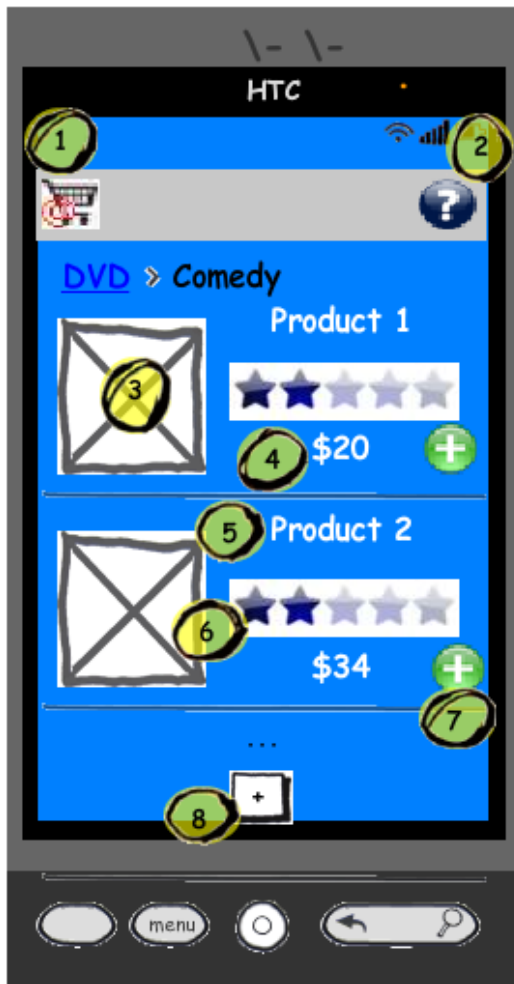 HTC
1
2
?
DVD > Comedy
Product 1
3
4 $20 +
5 Product 2
6
$34 +
7
...
+
8
menu